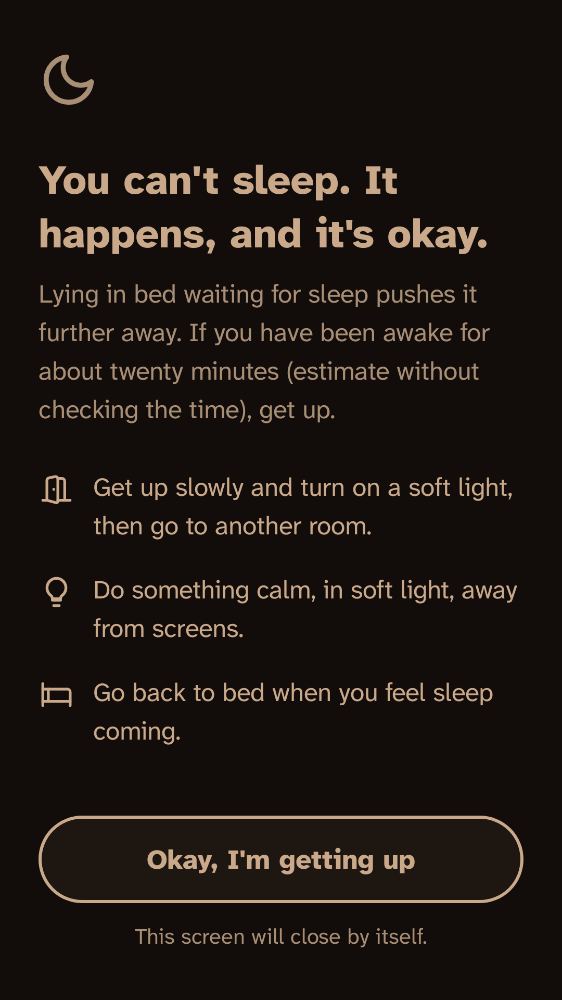 You can't sleep. It
happens, and it's okay.
Lying in bed waiting for sleep pushes it
further away. If you have been awake for
about twenty minutes (estimate without
checking the time), get up.
Get up slowly and turn on a soft light,
then go to another room.
Do something calm, in soft light, away
from screens.
Go back to bed when you feel sleep
coming.
Okay, I'm getting up
This screen will close by itself.